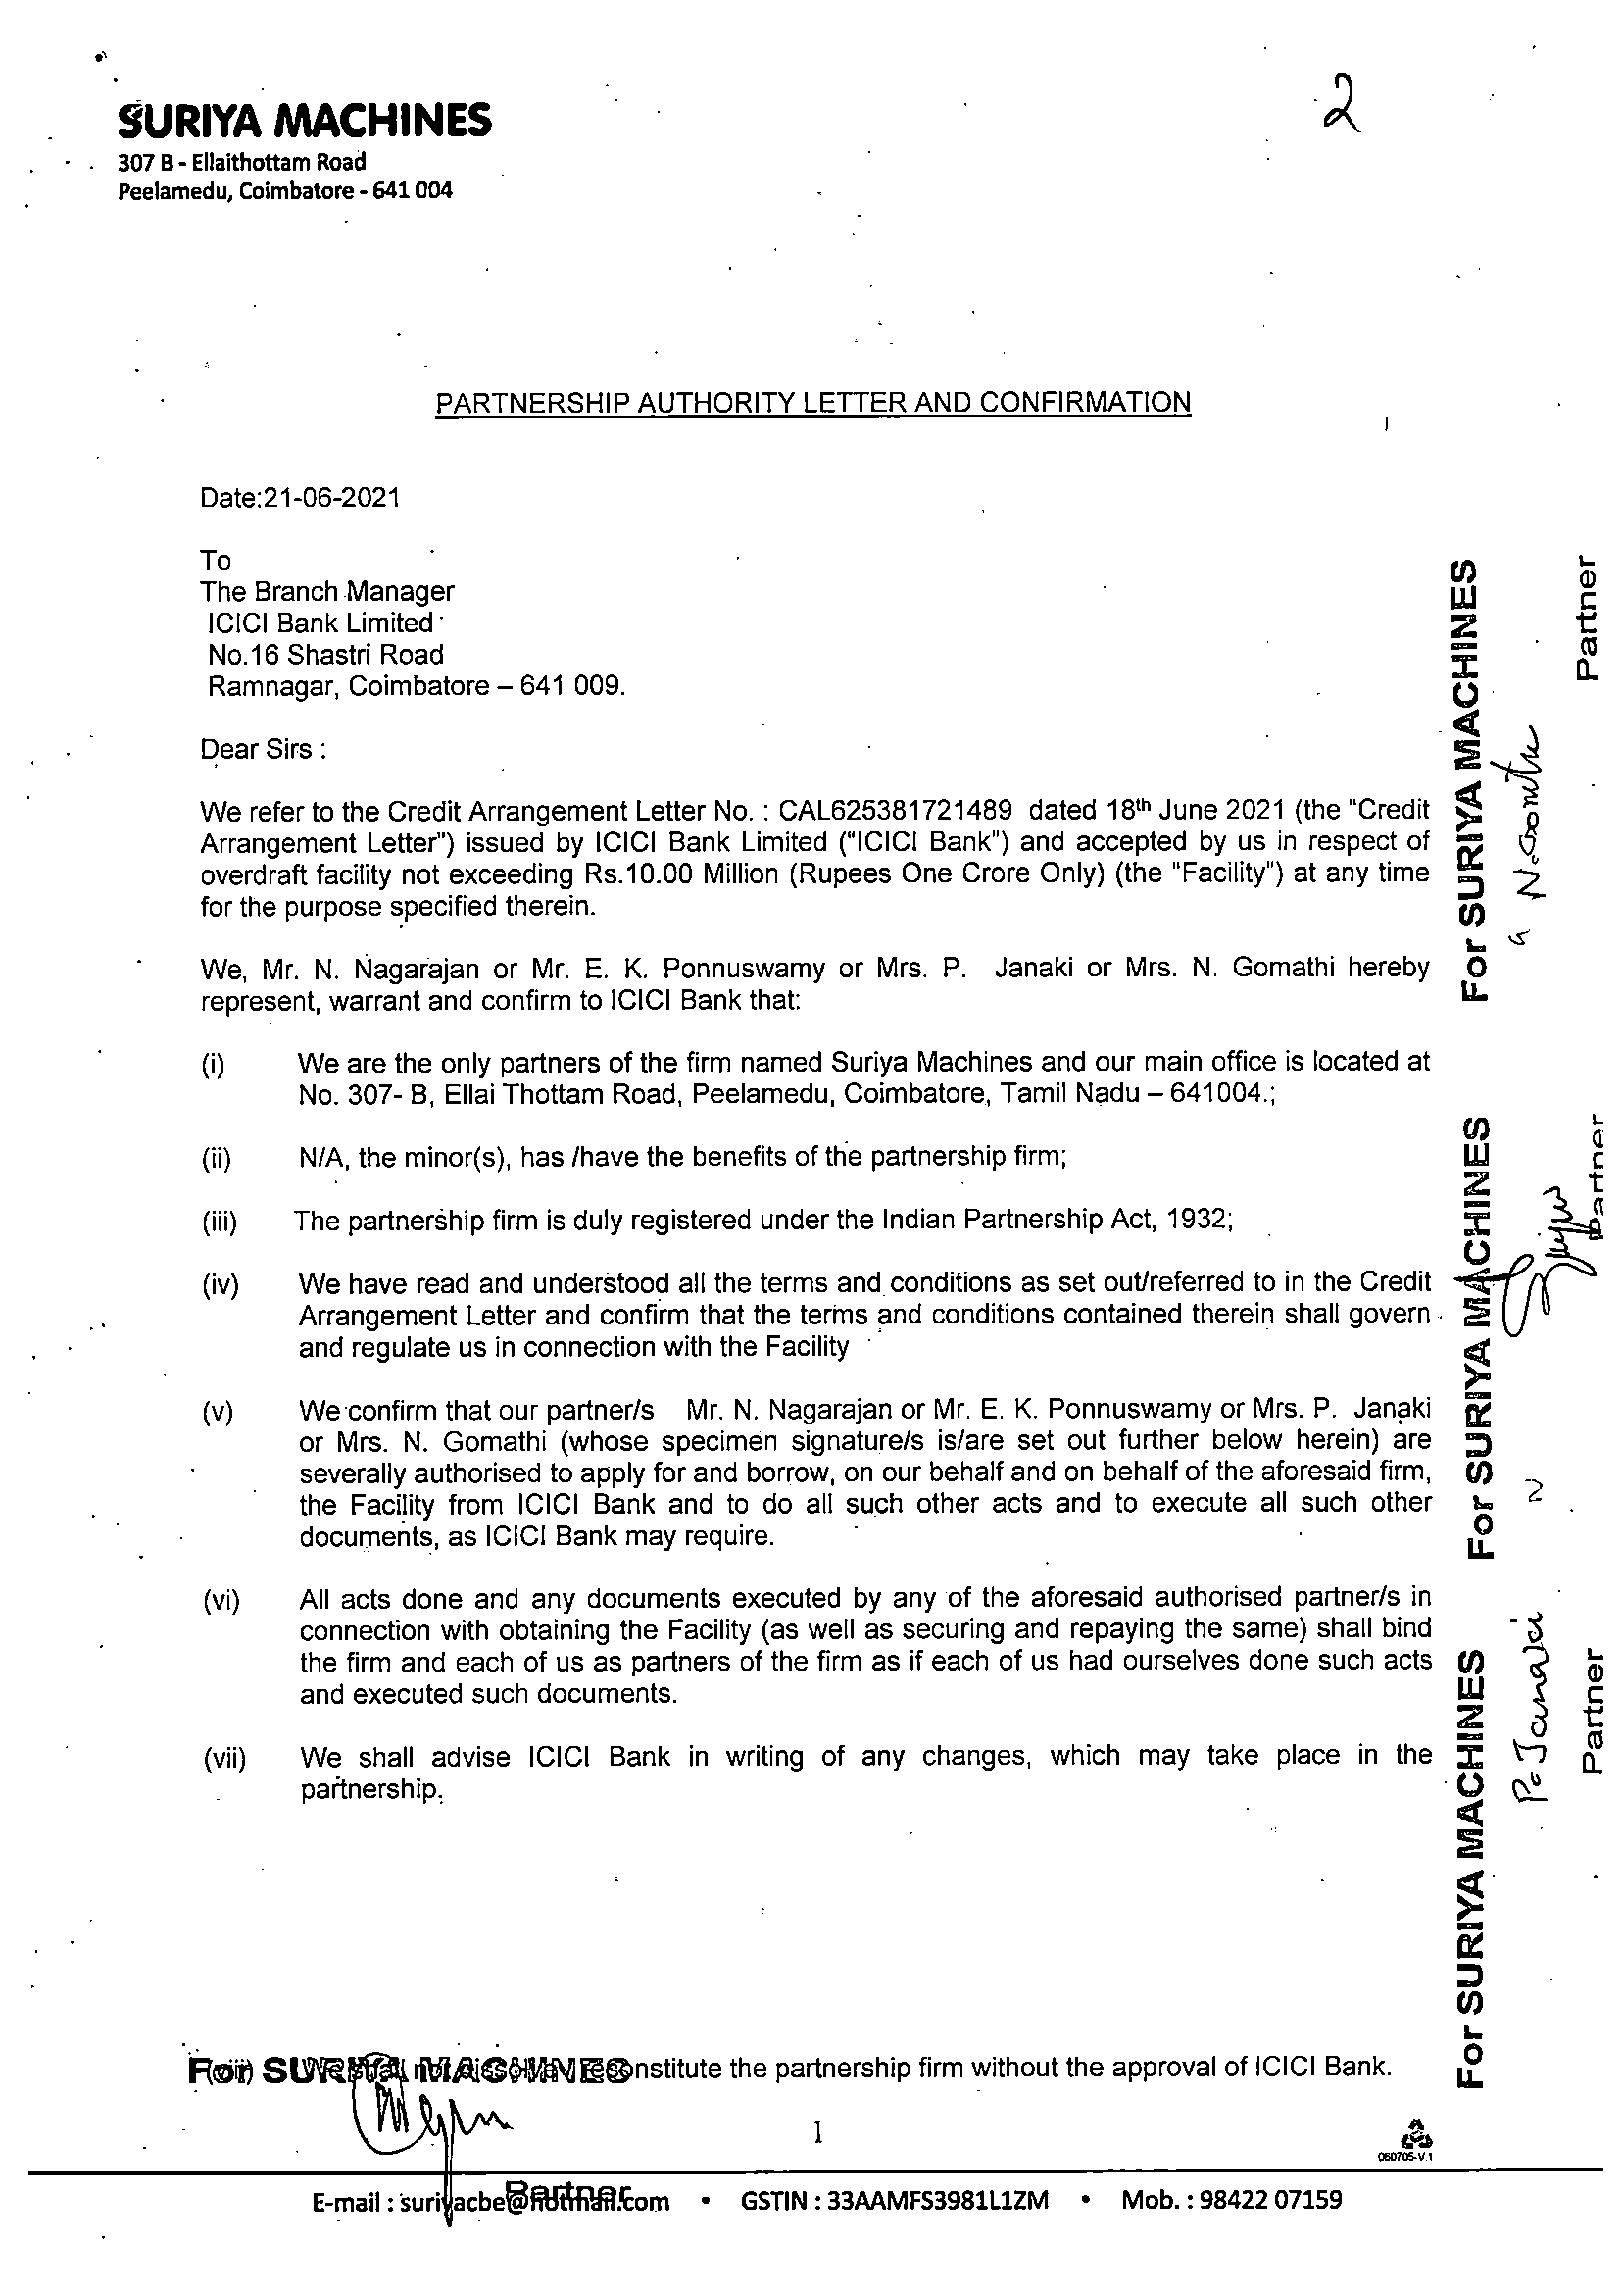 2
SURIYA MACHINES
307 B - Ellaithottam Road
Peelamedu, Coimbatore - 641 004
PARTNERSHIP AUTHORITY LETTER AND CONFIRMATION
Date:21-06-2021
To
The Branch Manager
ICICI Bank Limited
No.16 Shastri Road
Ramnagar, Coimbatore – 641 009.
Dear Sirs :
We refer to the Credit Arrangement Letter No. : CAL625381721489 dated 18th June 2021 (the "Credit
Arrangement Letter") issued by ICICI Bank Limited ("ICICI Bank") and accepted by us in respect of
overdraft facility not exceeding Rs.10.00 Million (Rupees One Crore Only) (the "Facility") at any time
for the purpose specified therein.
We, Mr. N. Nagarajan or Mr. E. K. Ponnuswamy or Mrs. P. Janaki or Mrs. N. Gomathi hereby
represent, warrant and confirm to ICICI Bank that:
(i) We are the only partners of the firm named Suriya Machines and our main office is located at
No. 307- B, Ellai Thottam Road, Peelamedu, Coimbatore, Tamil Nadu – 641004.;
(ii) N/A, the minor(s), has /have the benefits of the partnership firm;
(iii) The partnership firm is duly registered under the Indian Partnership Act, 1932;
(iv) We have read and understood all the terms and conditions as set out/referred to in the Credit
Arrangement Letter and confirm that the terms and conditions contained therein shall govern
and regulate us in connection with the Facility
(v) We confirm that our partner/s Mr. N. Nagarajan or Mr. E. K. Ponnuswamy or Mrs. P. Janaki
or Mrs. N. Gomathi (whose specimen signature/s is/are set out further below herein) are
severally authorised to apply for and borrow, on our behalf and on behalf of the aforesaid firm,
the Facility from ICICI Bank and to do all such other acts and to execute all such other
documents, as ICICI Bank may require.
(vi) All acts done and any documents executed by any of the aforesaid authorised partner/s in
connection with obtaining the Facility (as well as securing and repaying the same) shall bind
the firm and each of us as partners of the firm as if each of us had ourselves done such acts
and executed such documents.
(vii) We shall advise ICICI Bank in writing of any changes, which may take place in the
partnership.
(viii) We shall not dissolve / reconstitute the partnership firm without the approval of ICICI Bank.
For SURIYA MACHINES
Partner
1
060705-V.1
E-mail : suriyacbe@hotmail.com • GSTIN : 33AAMFS3981L1ZM • Mob. : 98422 07159
For SURIYA MACHINES
Partner
For SURIYA MACHINES
2
Partner
For SURIYA MACHINES
P. Janaki
Partner